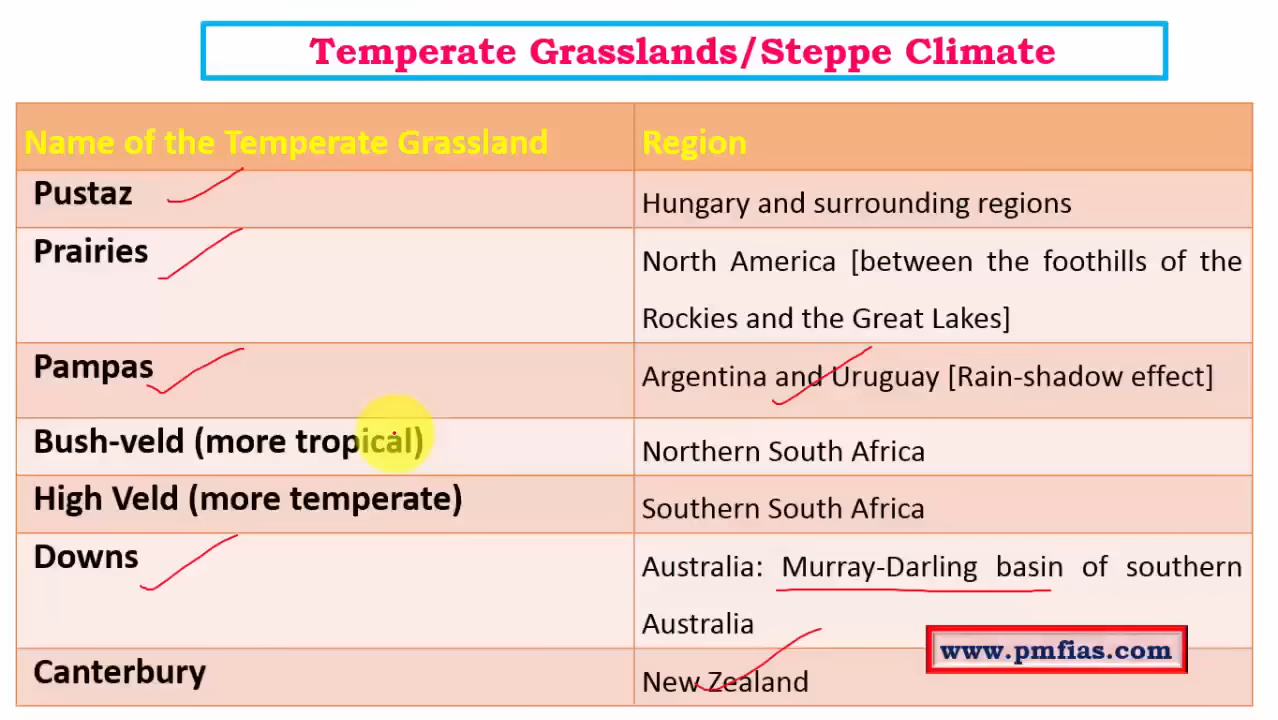 Temperate Grasslands/Steppe Climate
Name of the Temperate Grassland Region
Pustaz
Hungary and surrounding regions
Prairies
North America [between the foothills of the
Rockies and the Great Lakes]
Pampas
Argentina and Uruguay [Rain-shadow effect]
Bush-veld (more tropical)
Northern South Africa
High Veld (more temperate)
Southern South Africa
Downs
Australia: Murray-Darling basin of southern
Australia
Canterbury
New Zealand
www.pmfias.com